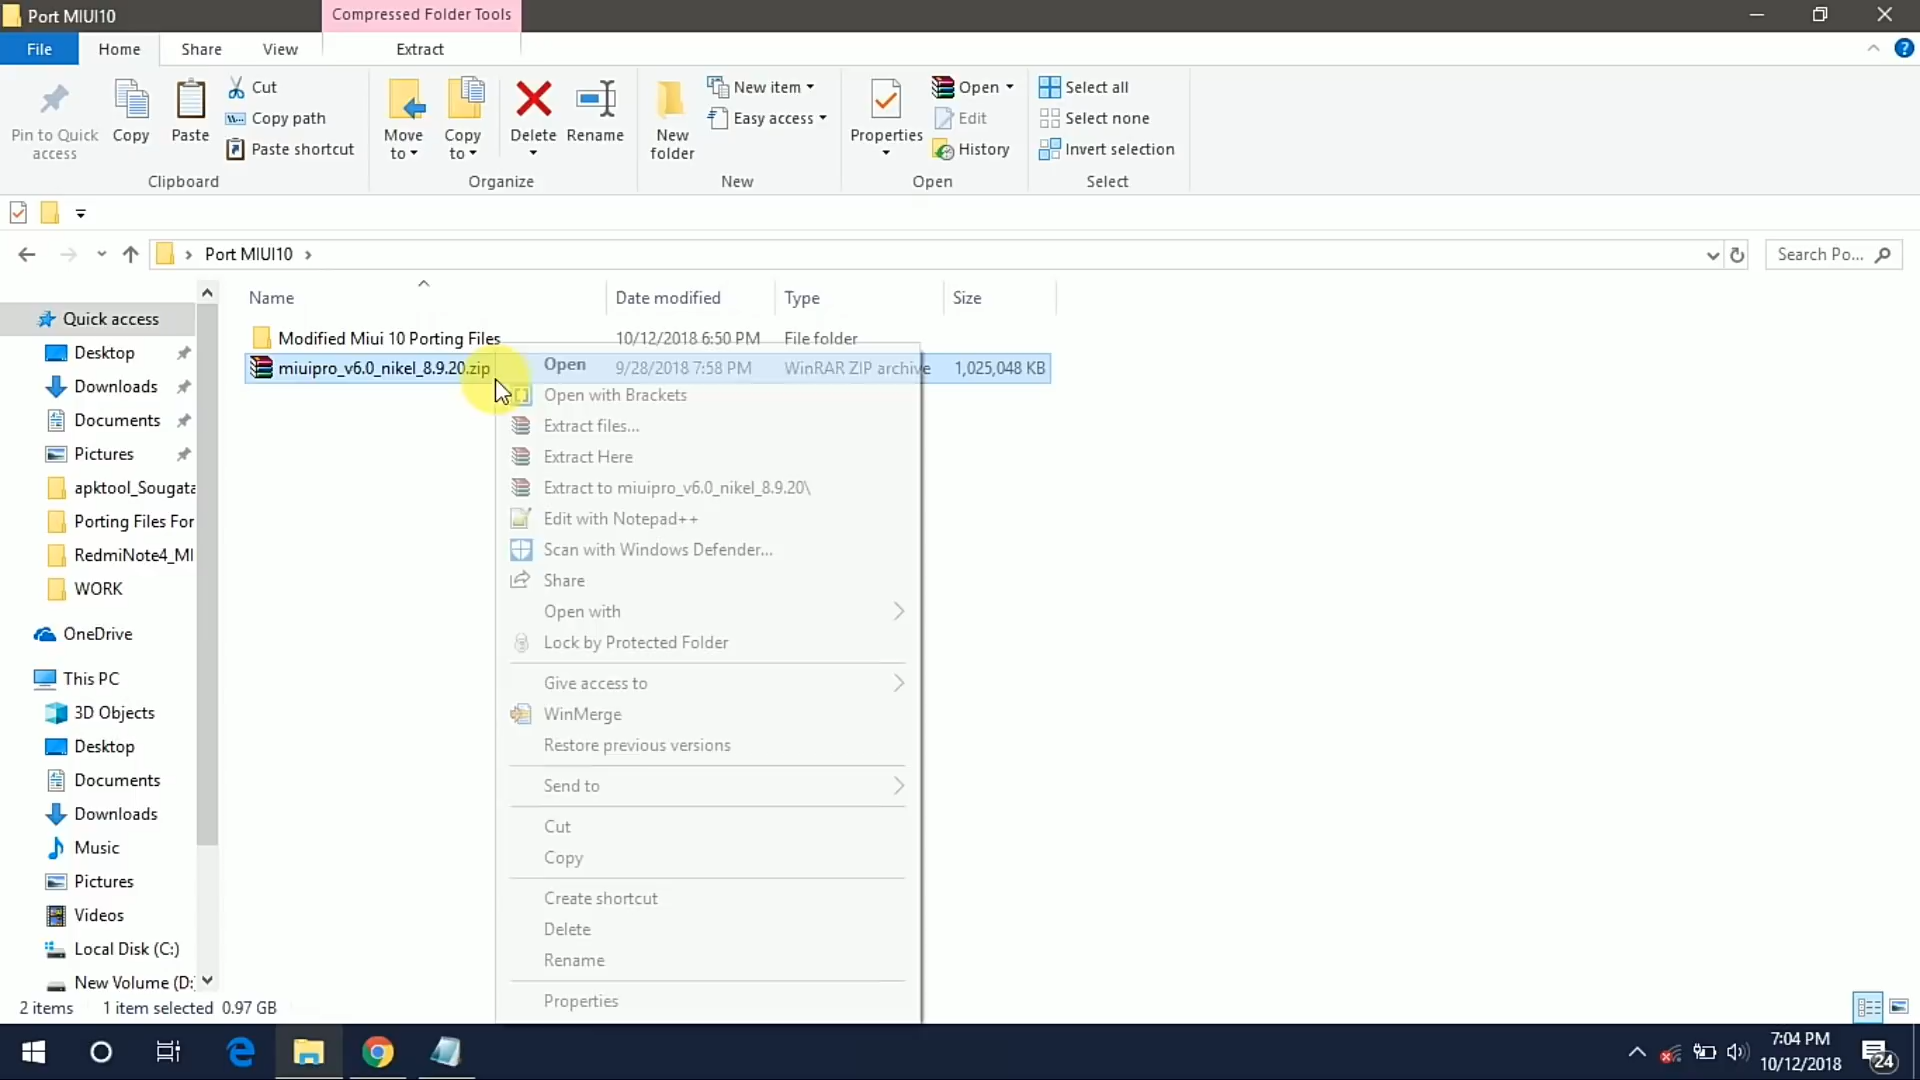 Port MIUI10
Compressed Folder Tools
File
Home
Share
View
Extract
Pin to Quick access
Copy
Paste
Cut
Copy path
Paste shortcut
Clipboard
Move to
Copy to
Delete
Rename
Organize
New folder
New item
Easy access
New
Properties
Open
Edit
History
Open
Select all
Select none
Invert selection
Select
Port MIUI10
Search Po...
Name
Date modified
Type
Size
Modified Miui 10 Porting Files 10/12/2018 6:50 PM File folder
miuipro_v6.0_nikel_8.9.20.zip 9/28/2018 7:58 PM WinRAR ZIP archive 1,025,048 KB
Quick access
Desktop
Downloads
Documents
Pictures
apktool_Sougata
Porting Files For
RedmiNote4_MI
WORK
OneDrive
This PC
3D Objects
Desktop
Documents
Downloads
Music
Pictures
Videos
Local Disk (C:)
New Volume (D:
Open
Open with Brackets
Extract files...
Extract Here
Extract to miuipro_v6.0_nikel_8.9.20\
Edit with Notepad++
Scan with Windows Defender...
Share
Open with
Lock by Protected Folder
Give access to
WinMerge
Restore previous versions
Send to
Cut
Copy
Create shortcut
Delete
Rename
Properties
2 items 1 item selected 0.97 GB
7:04 PM
10/12/2018
24